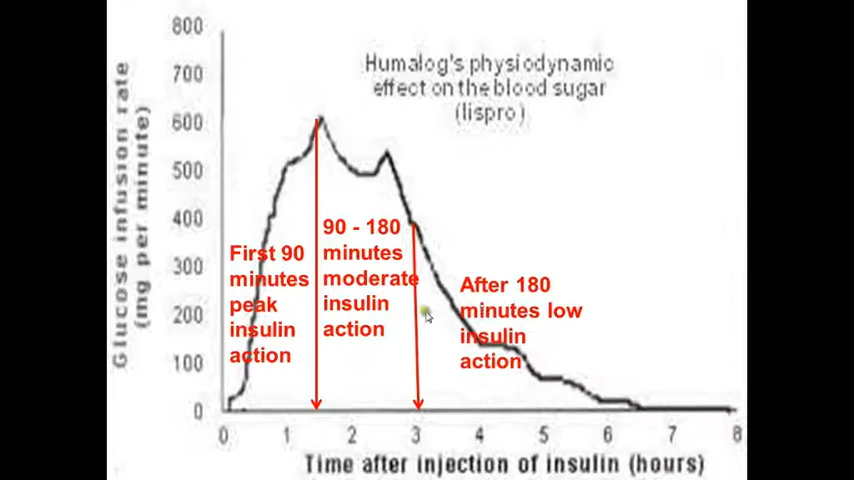 800
700
600
500
400
300
200
100
0
Glucose infusion rate
(mg per minute)
Humalog's physiodynamic
effect on the blood sugar
(lispro)
First 90
minutes
peak
insulin
action
90 - 180
minutes
moderate
insulin
action
After 180
minutes low
insulin
action
0 1 2 3 4 5 6 7 8
Time after injection of insulin (hours)